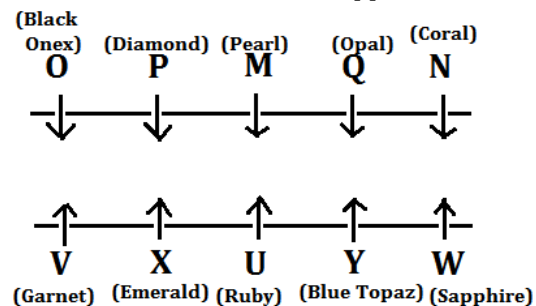 (Black Onex) (Diamond) (Pearl) (Opal) (Coral)
O P M Q N
V X U Y W
(Garnet) (Emerald) (Ruby) (Blue Topaz) (Sapphire)